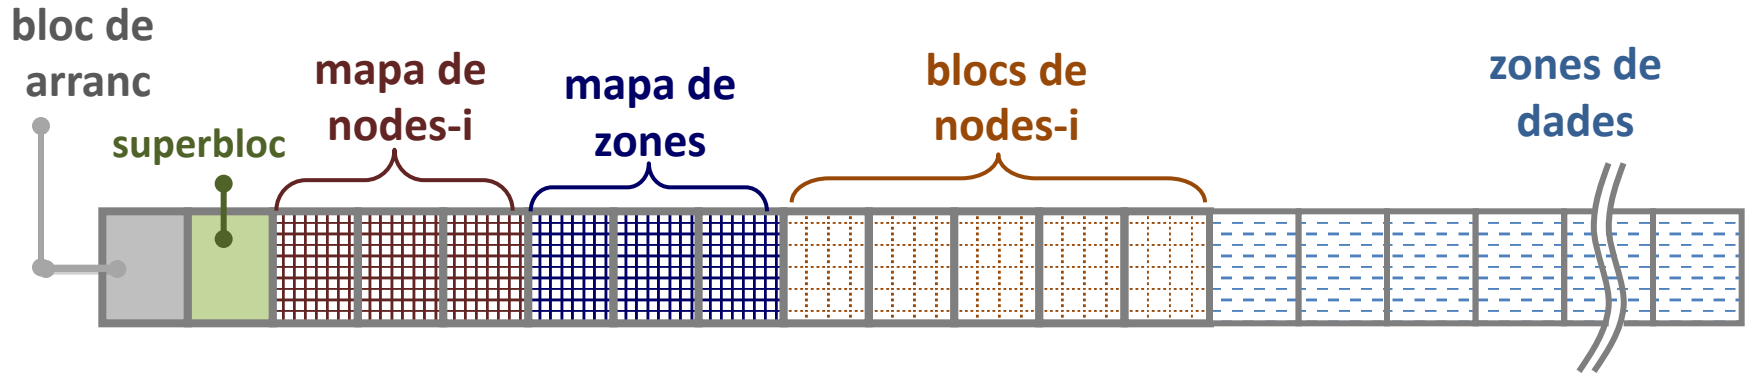 bloc de
arranc
superbloc
mapa de
nodes-i
mapa de
zones
blocs de
nodes-i
zones de
dades